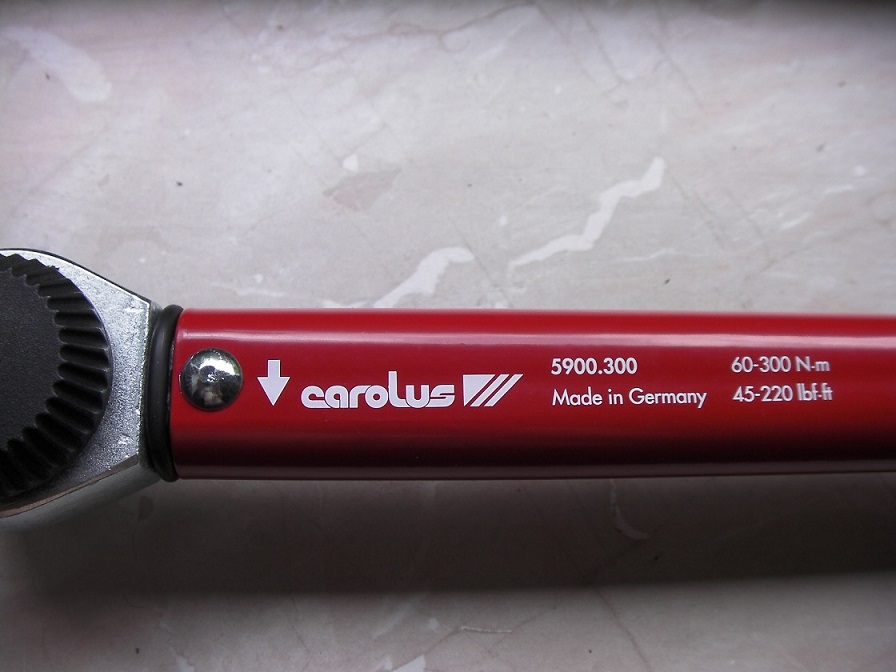 carolus
5900.300
Made in Germany
60-300 N·m
45-220 lbf·ft